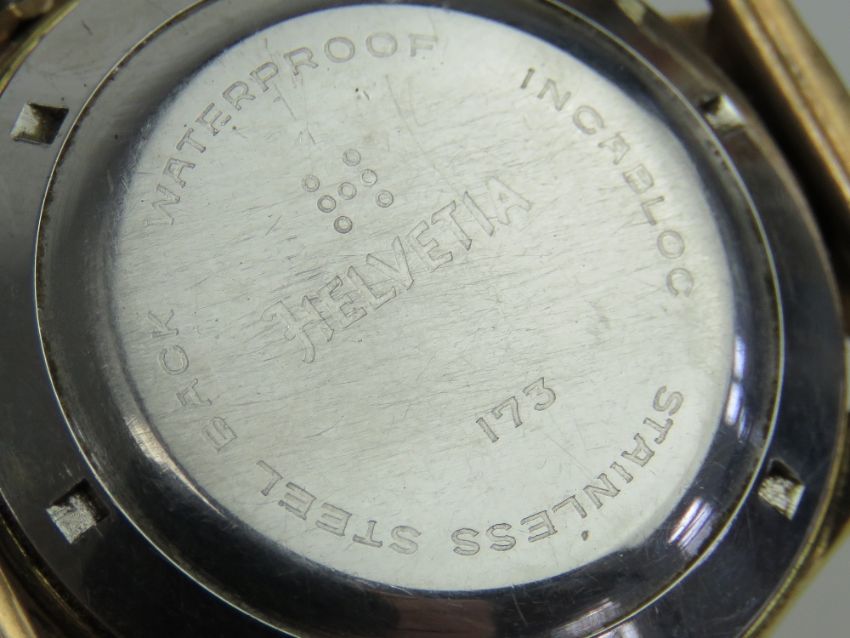 WATERPROOF
INCABLOC
HELVETIA
173
STAINLESS STEEL BACK